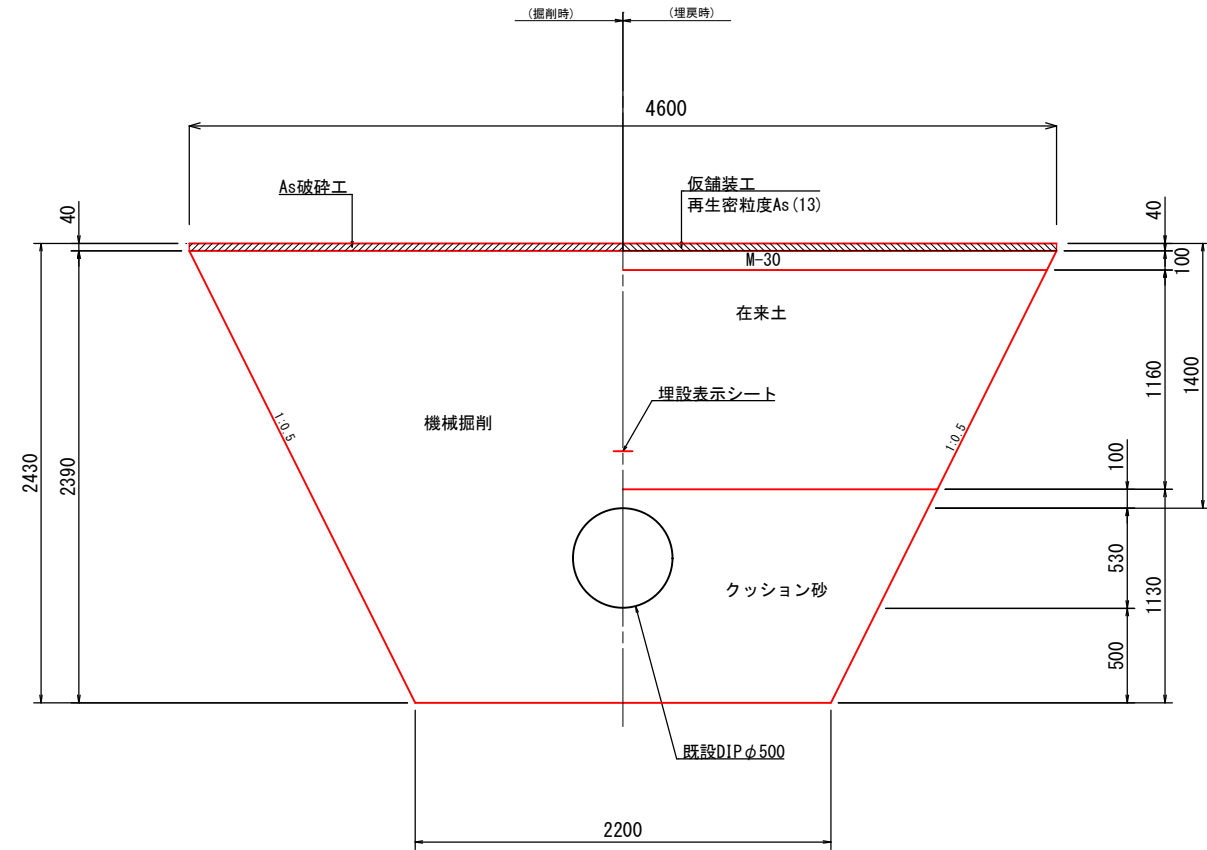 (掘削時)
(埋戻時)
4600
As破砕工
仮舗装工
再生密粒度As(13)
40
40
M-30
100
在来土
埋設表示シート
機械掘削
1:0.5
1:0.5
1160
1400
2430
2390
100
530
クッション砂
1130
500
既設DIPφ500
2200